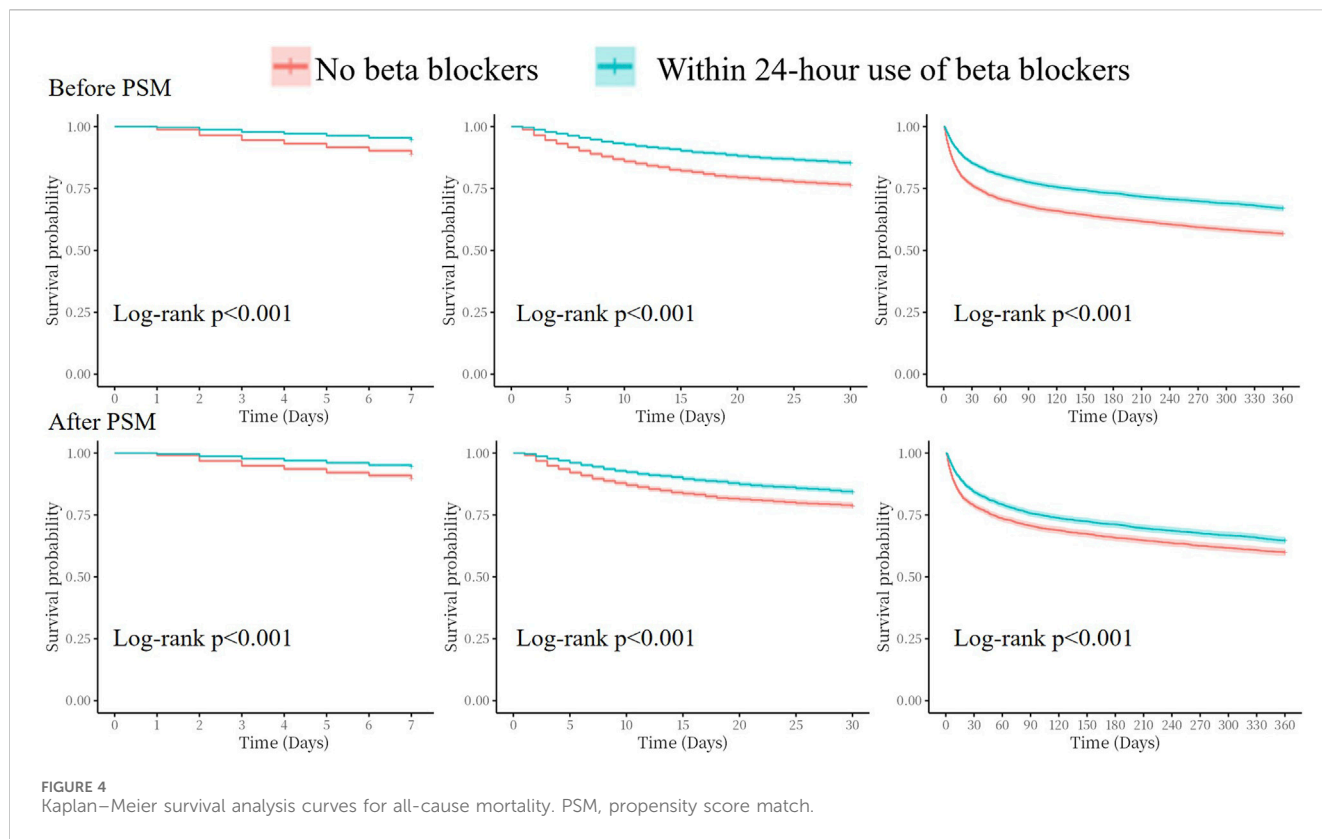 No beta blockers
Within 24-hour use of beta blockers
Before PSM
Survival probability
1.00
0.75
0.50
0.25
0.00
Log-rank p<0.001
0 1 2 3 4 5 6 7
Time (Days)
Survival probability
1.00
0.75
0.50
0.25
0.00
Log-rank p<0.001
0 5 10 15 20 25 30
Time (Days)
Survival probability
1.00
0.75
0.50
0.25
0.00
Log-rank p<0.001
0 30 60 90 120 150 180 210 240 270 300 330 360
Time (Days)
After PSM
Survival probability
1.00
0.75
0.50
0.25
0.00
Log-rank p<0.001
0 1 2 3 4 5 6 7
Time (Days)
Survival probability
1.00
0.75
0.50
0.25
0.00
Log-rank p<0.001
0 5 10 15 20 25 30
Time (Days)
Survival probability
1.00
0.75
0.50
0.25
0.00
Log-rank p<0.001
0 30 60 90 120 150 180 210 240 270 300 330 360
Time (Days)
FIGURE 4
Kaplan–Meier survival analysis curves for all-cause mortality. PSM, propensity score match.